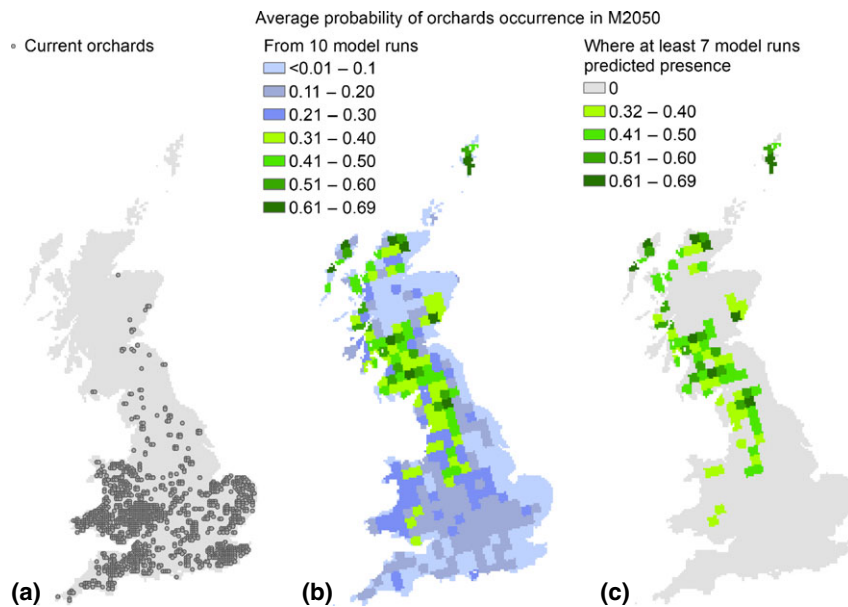 Average probability of orchards occurrence in M2050
Current orchards
From 10 model runs
<0.01 – 0.1
0.11 – 0.20
0.21 – 0.30
0.31 – 0.40
0.41 – 0.50
0.51 – 0.60
0.61 – 0.69
Where at least 7 model runs
predicted presence
0
0.32 – 0.40
0.41 – 0.50
0.51 – 0.60
0.61 – 0.69
(a)
(b)
(c)